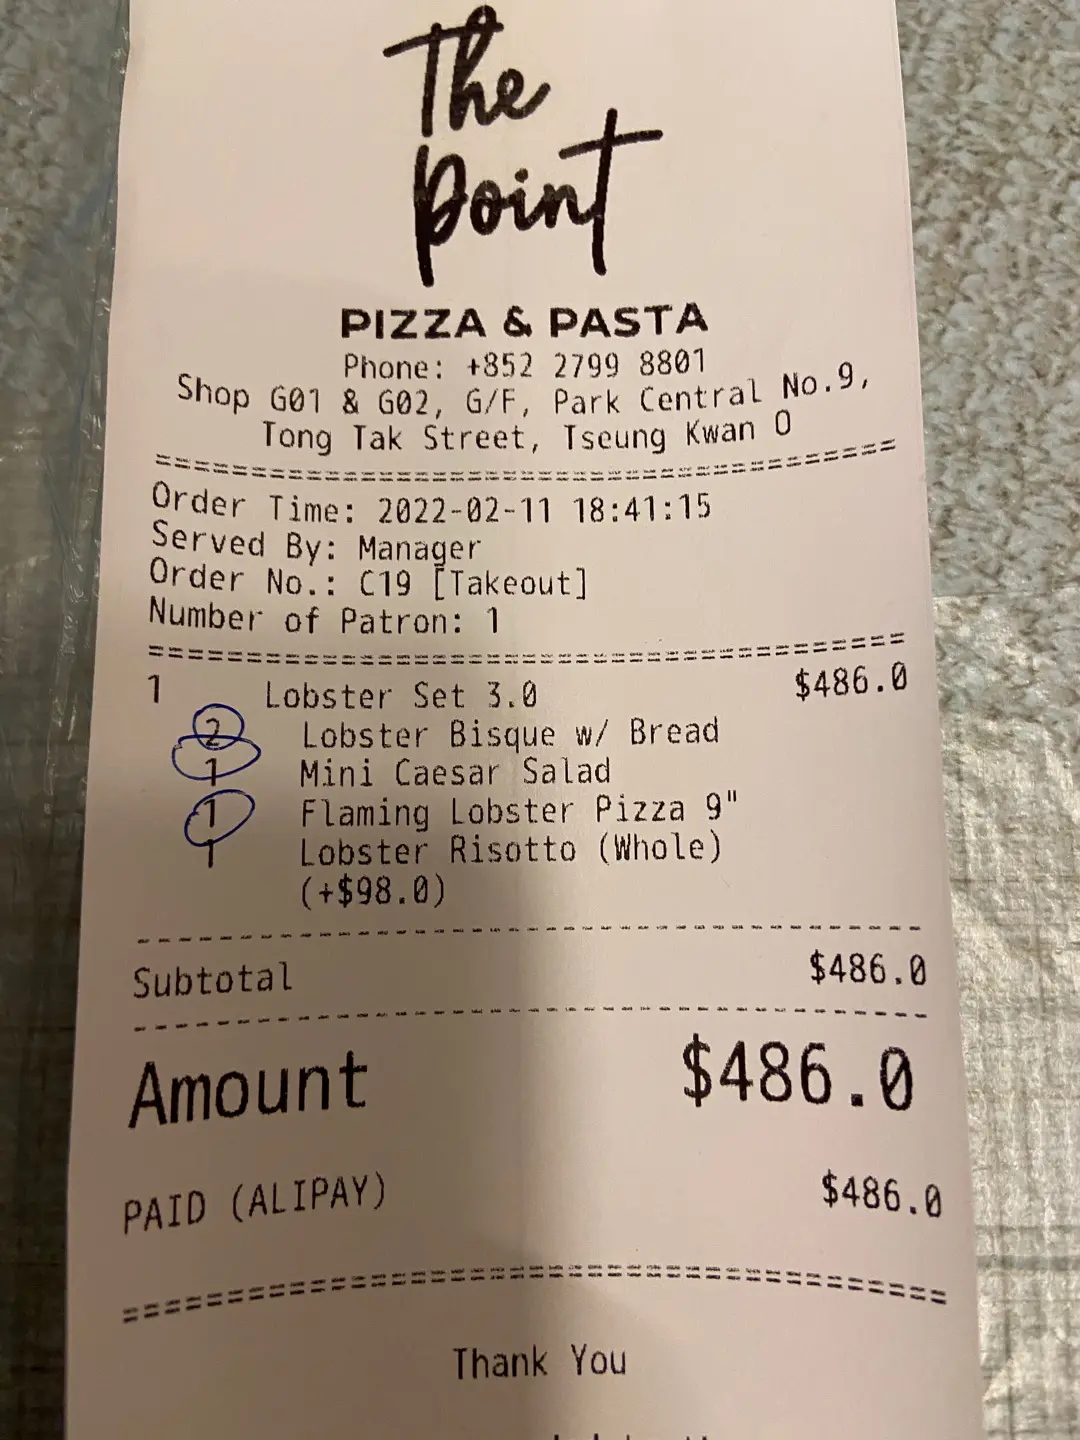 The
Point
PIZZA & PASTA
Phone: +852 2799 8801
Shop G01 & G02, G/F, Park Central No.9,
Tong Tak Street, Tseung Kwan O
================================================
Order Time: 2022-02-11 18:41:15
Served By: Manager
Order No.: C19 [Takeout]
Number of Patron: 1
================================================
1 Lobster Set 3.0 $486.0
2 Lobster Bisque w/ Bread
1 Mini Caesar Salad
1 Flaming Lobster Pizza 9"
1 Lobster Risotto (Whole)
(+$98.0)
------------------------------------------------
Subtotal $486.0
------------------------------------------------
Amount $486.0
PAID (ALIPAY) $486.0
================================================
Thank You